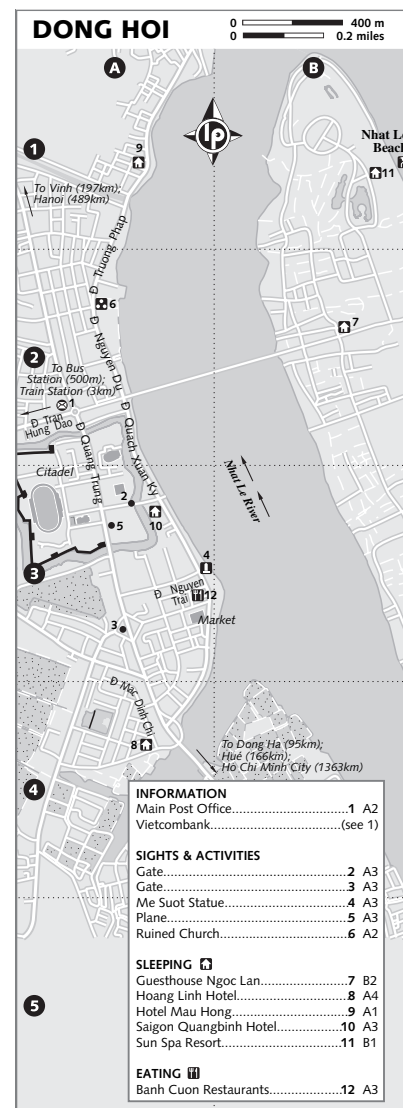 DONG HOI
0 400 m
0 0.2 miles
A
B
1
Nhat Le
Beach
9
11
To Vinh (197km);
Hanoi (489km)
Đ Truong Phap
6
7
Đ Nguyen Du
2
To Bus
Station (500m);
Train Station (3km)
1
Đ Tran
Hung Dao
Đ Quach Xuan Ky
Đ Quang Trung
Citadel
Nhat Le River
2
10
5
3
4
Đ Nguyen
Trai
12
Market
3
Đ Mac Dinh Chi
8
To Dong Ha (95km);
Hué (166km);
Ho Chi Minh City (1363km)
4
INFORMATION
Main Post Office..............................1 A2
Vietcombank..................................(see 1)
SIGHTS & ACTIVITIES
Gate................................................2 A3
Gate................................................3 A3
Me Suot Statue................................4 A3
Plane...............................................5 A3
Ruined Church.................................6 A2
SLEEPING
Guesthouse Ngoc Lan......................7 B2
Hoang Linh Hotel............................8 A4
Hotel Mau Hong..............................9 A1
Saigon Quangbinh Hotel................10 A3
Sun Spa Resort..............................11 B1
5
EATING
Banh Cuon Restaurants...................12 A3
lp